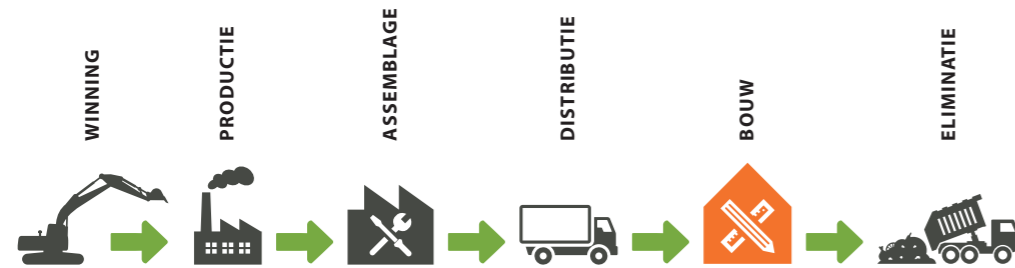 WINNING
PRODUCTIE
ASSEMBLAGE
DISTRIBUTIE
BOUW
ELIMINATIE